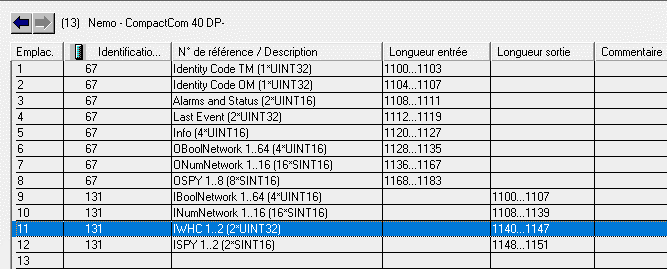 (13) Nemo - CompactCom 40 DP-
Emplac. Identificatio... N° de référence / Description Longueur entrée Longueur sortie Commentaire
1 67 Identity Code TM (1*UINT32) 1100...1103
2 67 Identity Code OM (1*UINT32) 1104...1107
3 67 Alarms and Status (2*UINT16) 1108...1111
4 67 Last Event (2*UINT32) 1112...1119
5 67 Info (4*UINT16) 1120...1127
6 67 OBoolNetwork 1..64 (4*UINT16) 1128...1135
7 67 ONumNetwork 1..16 (16*SINT16) 1136...1167
8 67 OSPY 1..8 (8*SINT16) 1168...1183
9 131 IBoolNetwork 1..64 (4*UINT16) 1100...1107
10 131 INumNetwork 1..16 (16*SINT16) 1108...1139
11 131 IWHC 1..2 (2*UINT32) 1140...1147
12 131 ISPY 1..2 (2*SINT16) 1148...1151
13